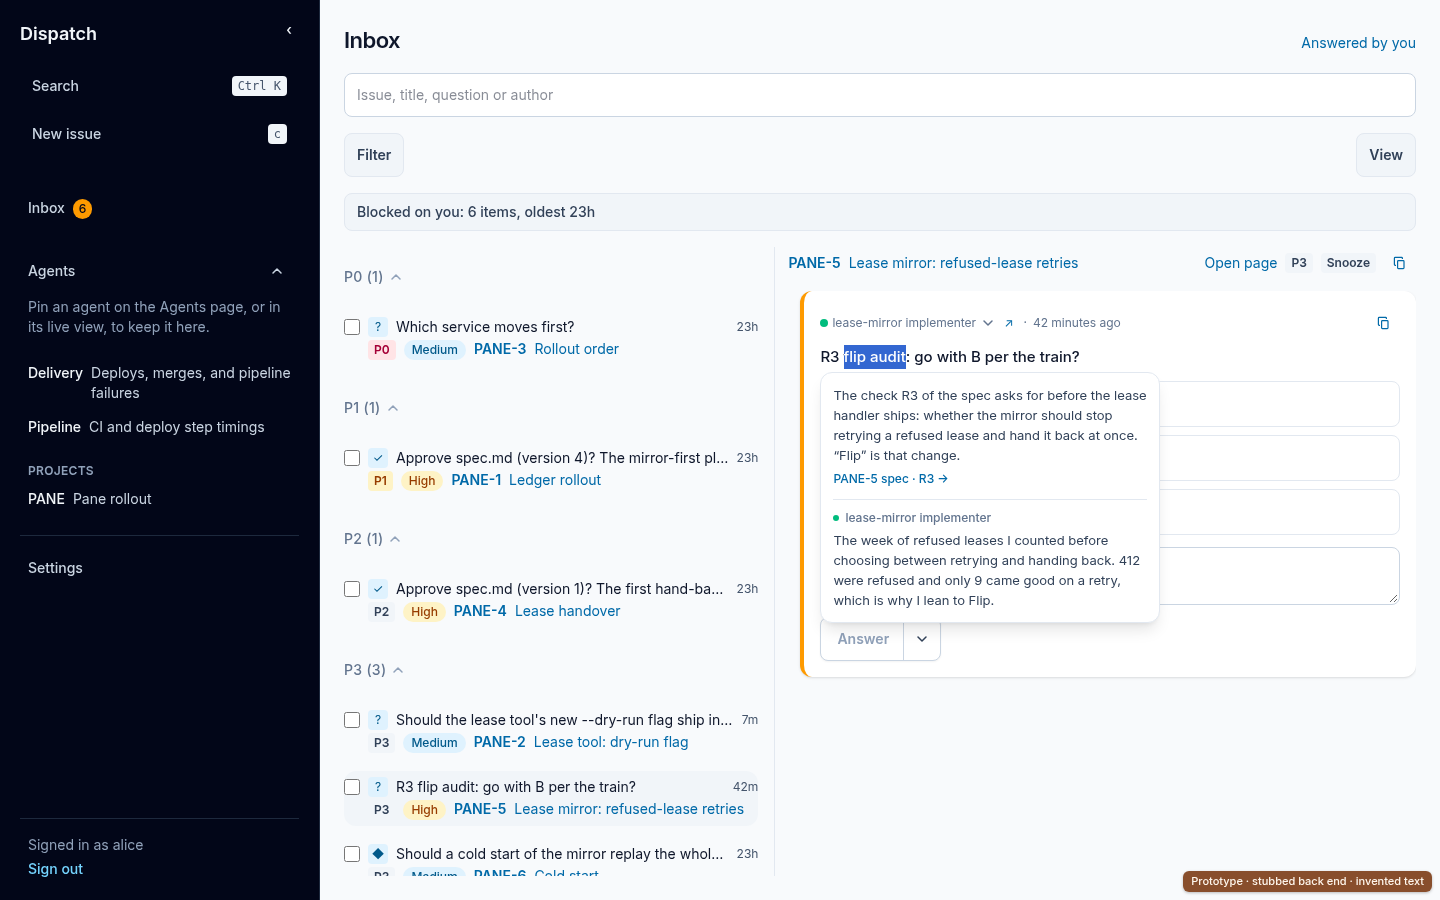 Dispatch
Search
Ctrl K
New issue
c
Inbox 6
Agents
Pin an agent on the Agents page, or in
its live view, to keep it here.
Delivery Deploys, merges, and pipeline
failures
Pipeline CI and deploy step timings
PROJECTS
PANE Pane rollout
Settings
Signed in as alice
Sign out
Inbox
Answered by you
Issue, title, question or author
Filter
View
Blocked on you: 6 items, oldest 23h
P0 (1)
? Which service moves first? 23h
P0 Medium PANE-3 Rollout order
P1 (1)
Approve spec.md (version 4)? The mirror-first pl… 23h
P1 High PANE-1 Ledger rollout
P2 (1)
Approve spec.md (version 1)? The first hand-ba… 23h
P2 High PANE-4 Lease handover
P3 (3)
? Should the lease tool's new --dry-run flag ship in… 7m
P3 Medium PANE-2 Lease tool: dry-run flag
? R3 flip audit: go with B per the train? 42m
P3 High PANE-5 Lease mirror: refused-lease retries
Should a cold start of the mirror replay the whol… 23h
P3 Medium PANE-6 Cold start
PANE-5 Lease mirror: refused-lease retries
Open page P3 Snooze
lease-mirror implementer ↗ · 42 minutes ago
R3 flip audit: go with B per the train?
The check R3 of the spec asks for before the lease
handler ships: whether the mirror should stop
retrying a refused lease and hand it back at once.
“Flip” is that change.
PANE-5 spec · R3 →
lease-mirror implementer
The week of refused leases I counted before
choosing between retrying and handing back. 412
were refused and only 9 came good on a retry,
which is why I lean to Flip.
Answer
Prototype · stubbed back end · invented text